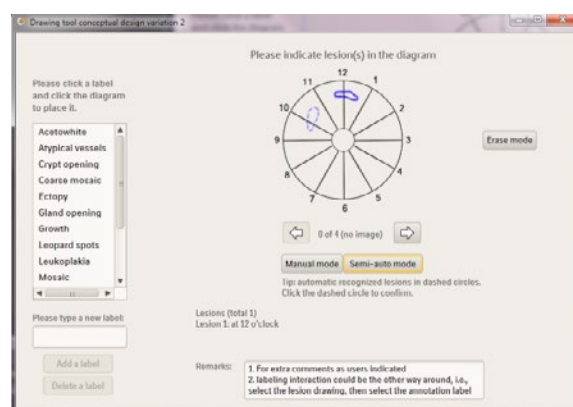 Drawing tool conceptual design variation 2
Please indicate lesion(s) in the diagram
Please click a label
and click the diagram
to place it.
Acetowhite
Atypical vessels
Crypt opening
Coarse mosaic
Ectopy
Gland opening
Growth
Leopard spots
Leukoplakia
Mosaic
12
1
2
3
4
5
6
7
8
9
10
11
Erase mode
0 of 4 (no image)
Manual mode
Semi-auto mode
Tip: automatic recognized lesions in dashed circles.
Click the dashed circle to confirm.
Please type a new label:
Add a label
Delete a label
Lesions (total 1)
Lesion 1: at 12 o'clock
Remarks:
1. For extra comments as users indicated
2. labeling interaction could be the other way around, i.e.,
select the lesion drawing, then select the annotation label